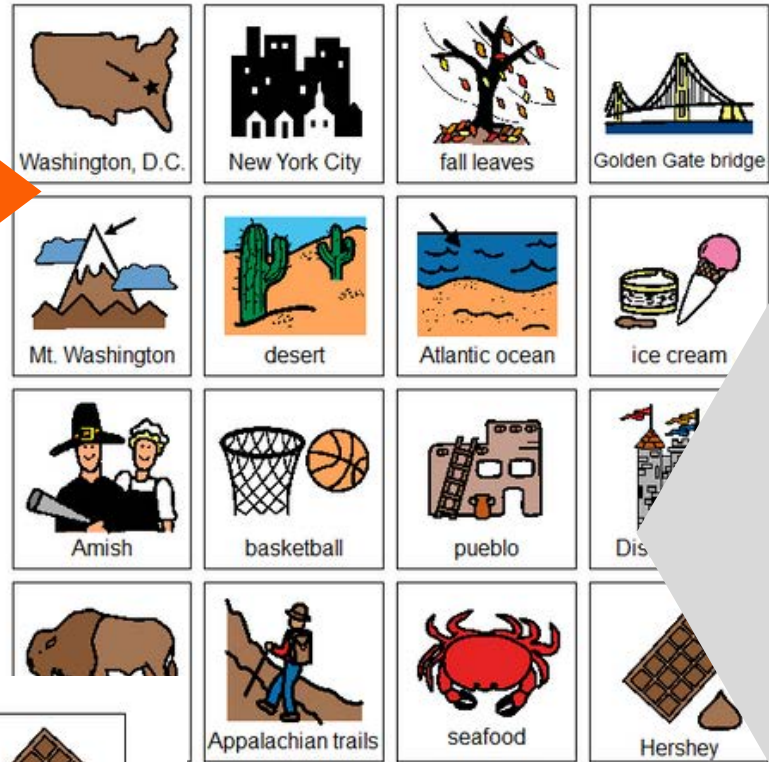 Washington, D.C.
New York City
fall leaves
Golden Gate bridge
Mt. Washington
desert
Atlantic ocean
ice cream
Amish
basketball
pueblo
Dis
Appalachian trails
seafood
Hershey